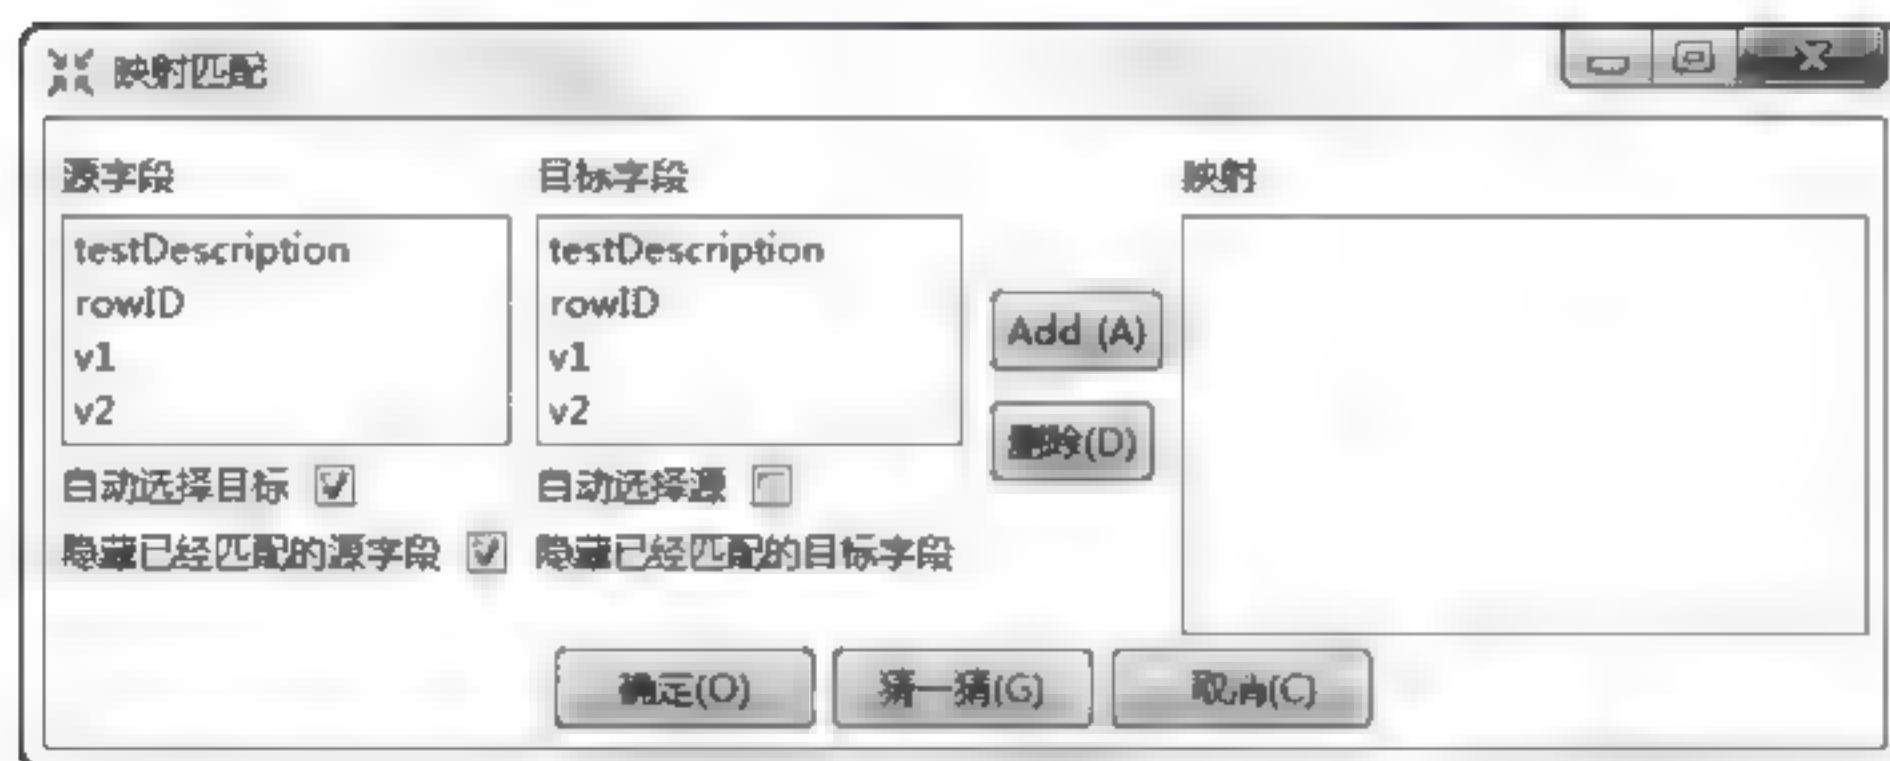 映射匹配
源字段 目标字段 映射
testDescription testDescription
rowID rowID
v1 v1
v2 v2
Add (A)
删除(D)
自动选择目标 自动选择源
隐藏已经匹配的源字段 隐藏已经匹配的目标字段
确定(O) 猜一猜(G) 取消(C)